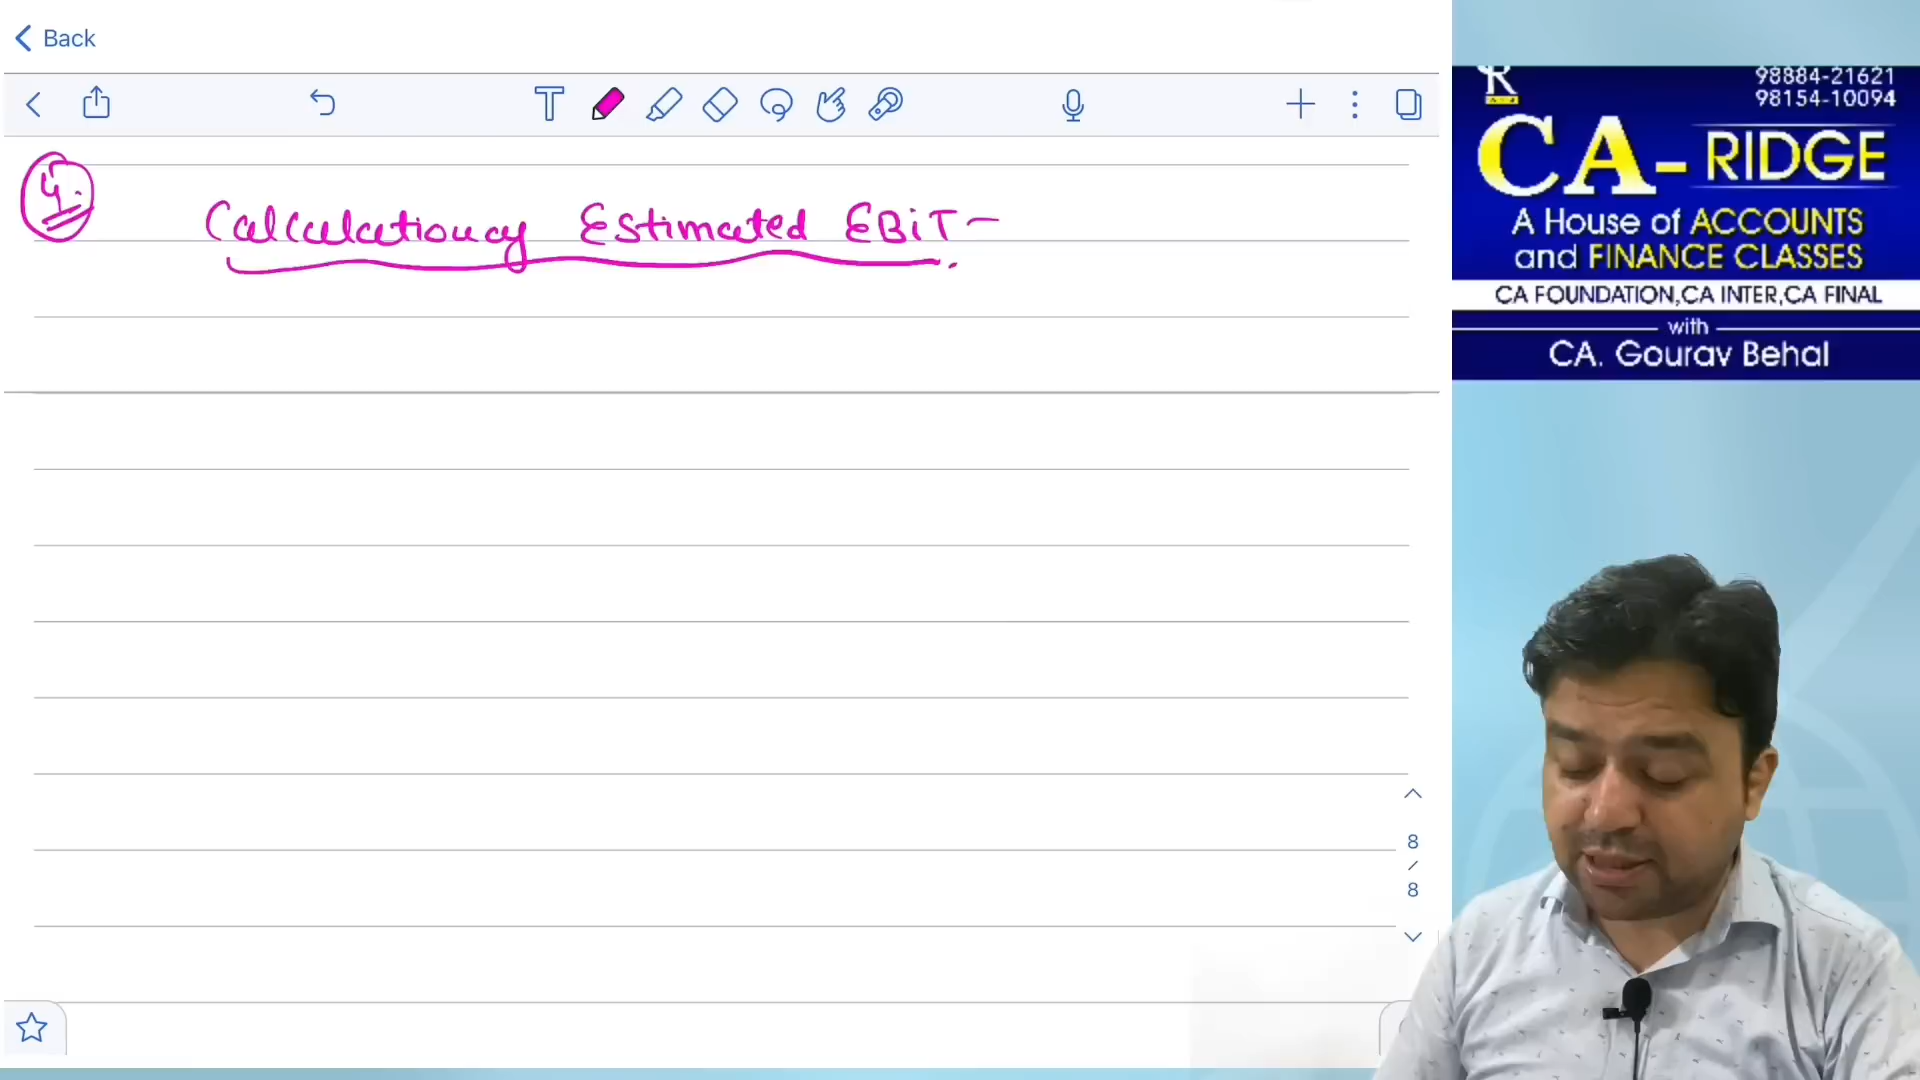 Back
4.
Calculation of Estimated EBIT -
8
/
8
R
98884-21621
98154-10094
CA- RIDGE
A House of ACCOUNTS
and FINANCE CLASSES
CA FOUNDATION,CA INTER,CA FINAL
with
CA. Gourav Behal